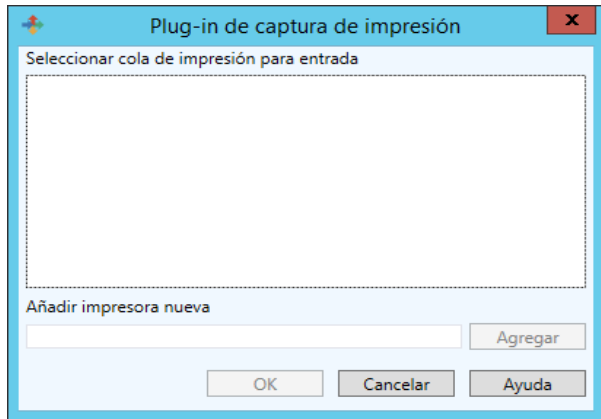 Plug-in de captura de impresión
x
Seleccionar cola de impresión para entrada
Añadir impresora nueva
Agregar
OK Cancelar Ayuda